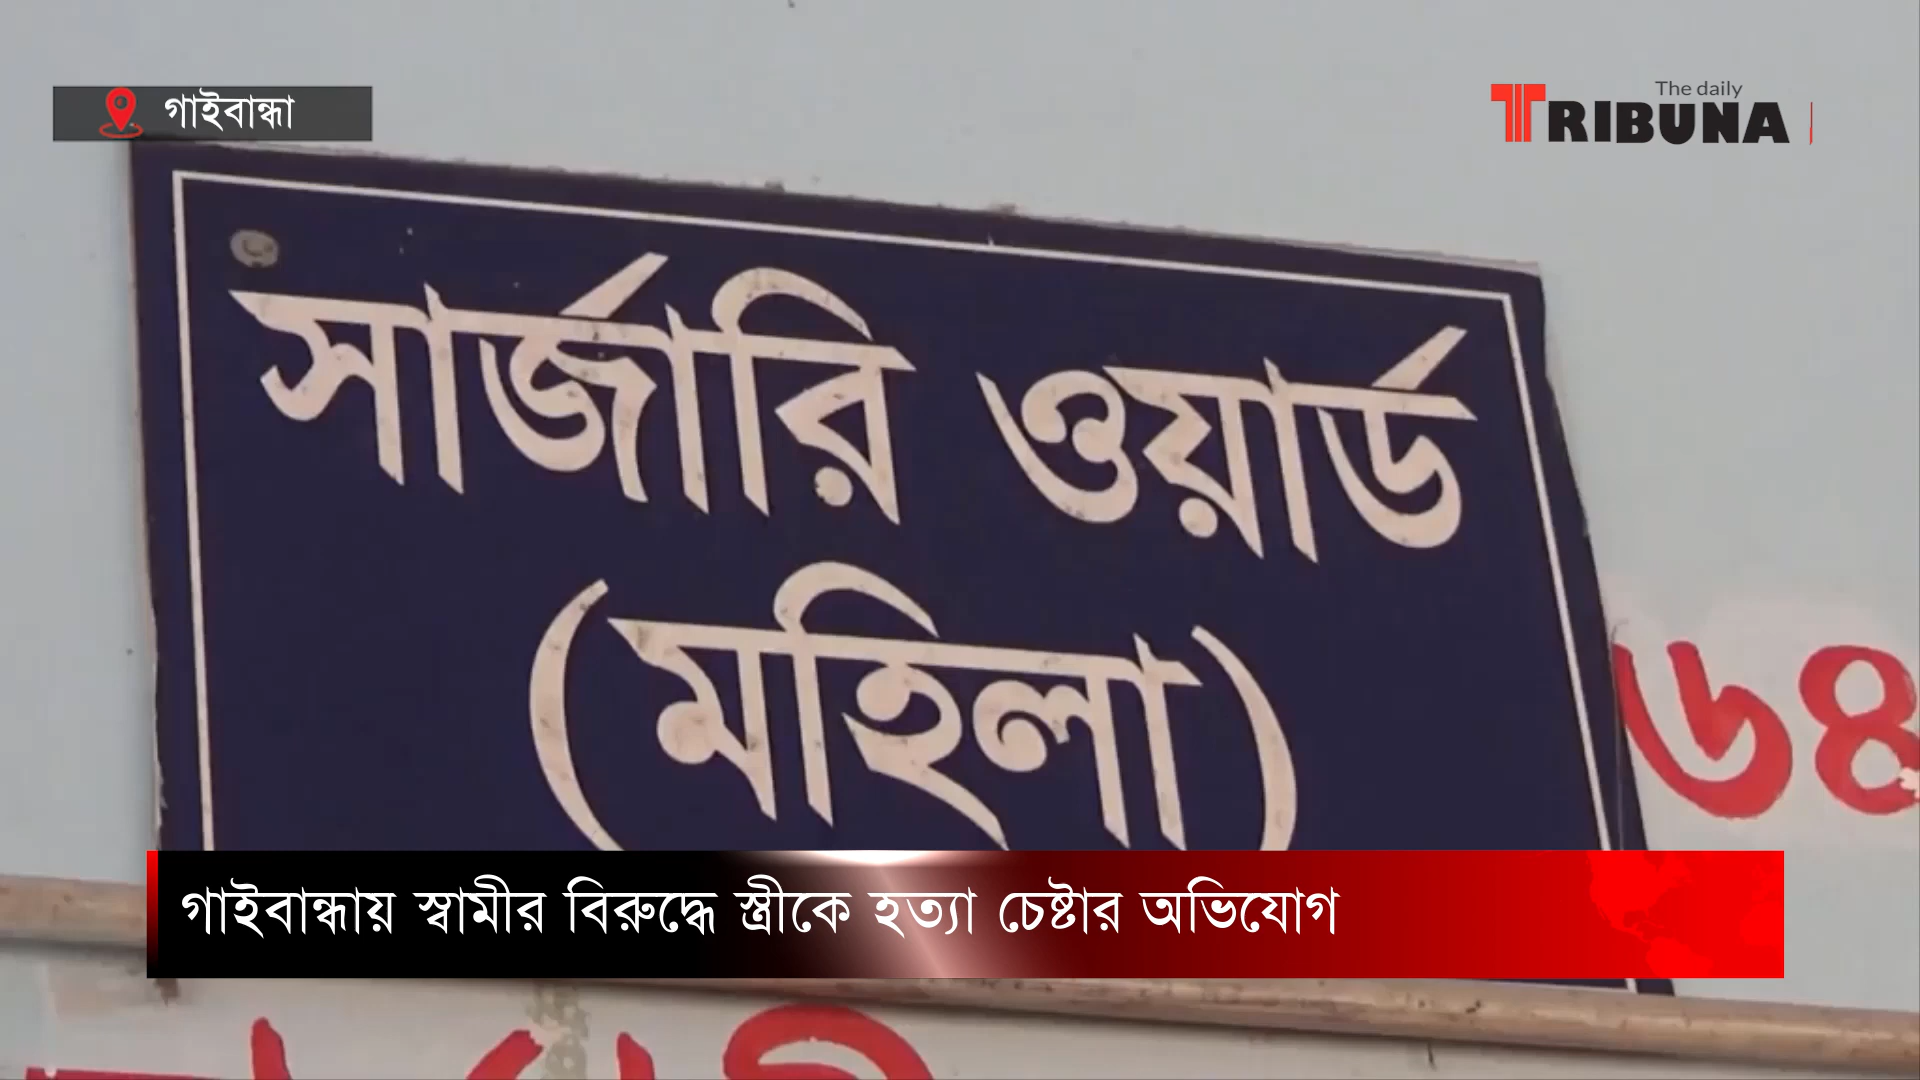 গাইবান্ধা
The daily
TRIBUNA
সার্জারি ওয়ার্ড
(মহিলা)
৬৪
গাইবান্ধায় স্বামীর বিরুদ্ধে স্ত্রীকে হত্যা চেষ্টার অভিযোগ